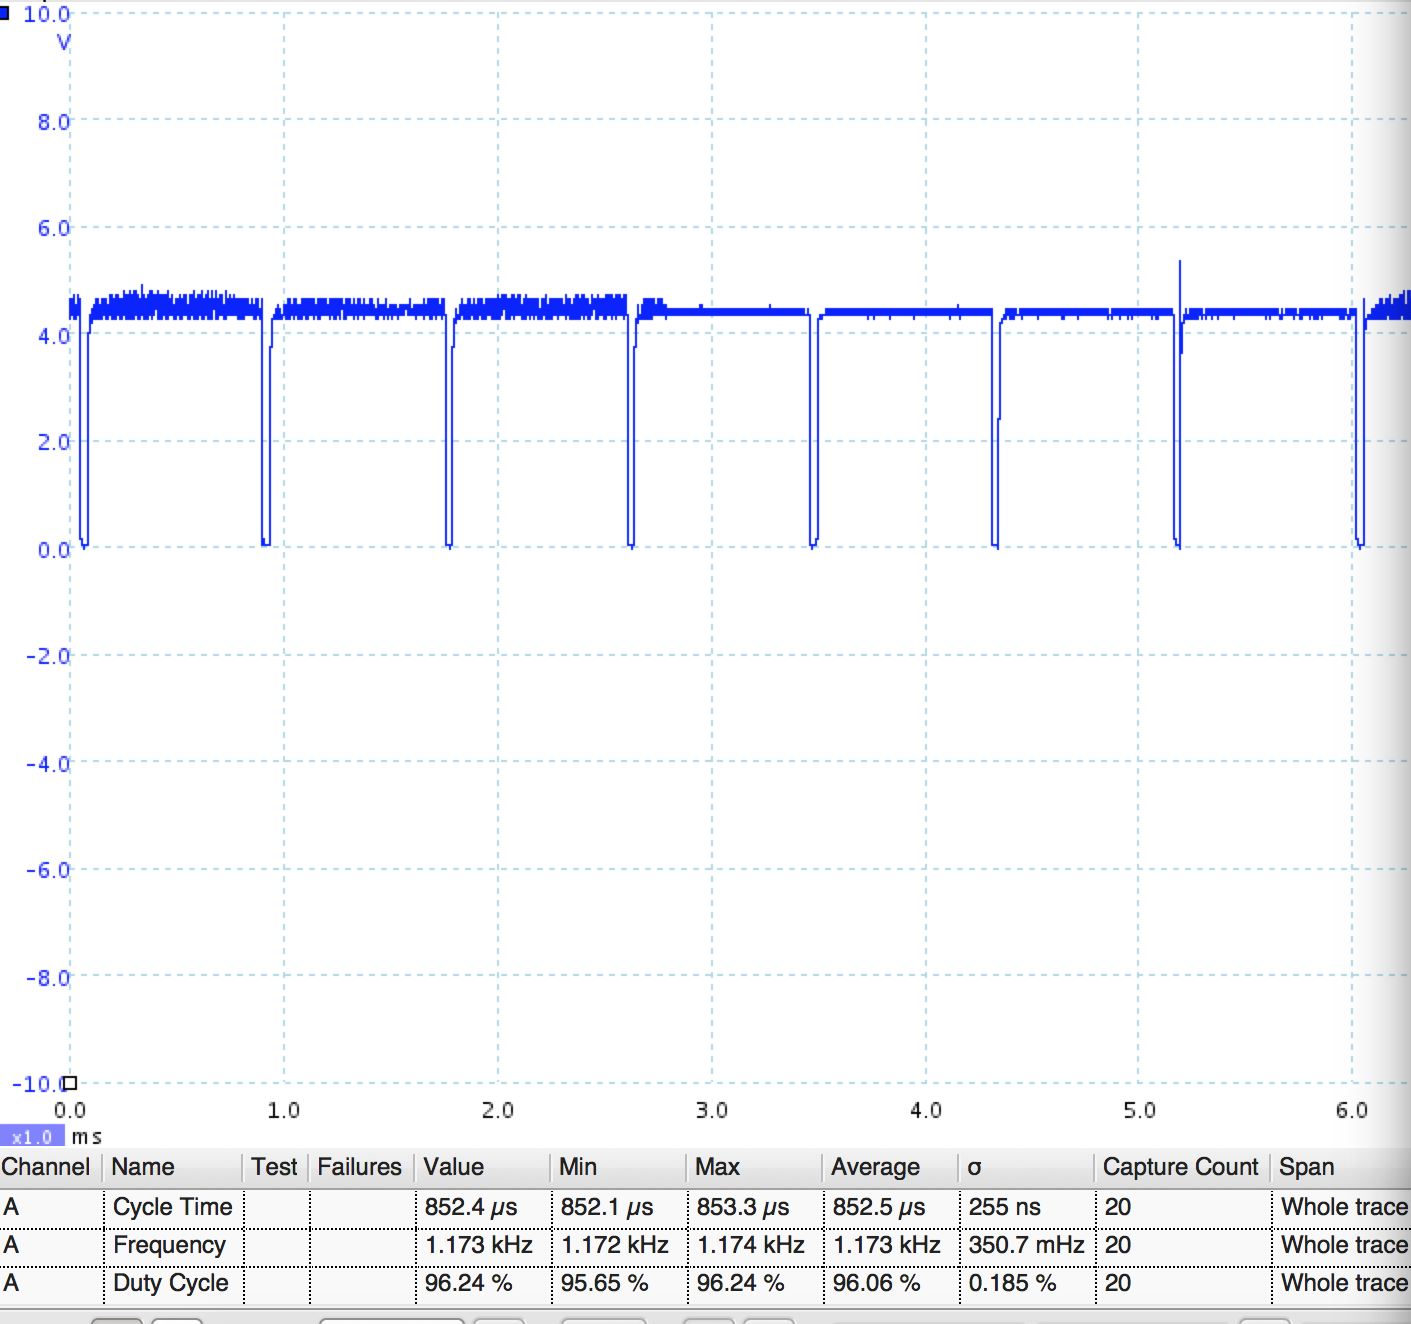 10.0
V
8.0
6.0
4.0
2.0
0.0
-2.0
-4.0
-6.0
-8.0
-10.0
0.0 1.0 2.0 3.0 4.0 5.0 6.0
x1.0 ms
Channel Name Test Failures Value Min Max Average σ Capture Count Span
A Cycle Time 852.4 µs 852.1 µs 853.3 µs 852.5 µs 255 ns 20 Whole trace
A Frequency 1.173 kHz 1.172 kHz 1.174 kHz 1.173 kHz 350.7 mHz 20 Whole trace
A Duty Cycle 96.24 % 95.65 % 96.24 % 96.06 % 0.185 % 20 Whole trace